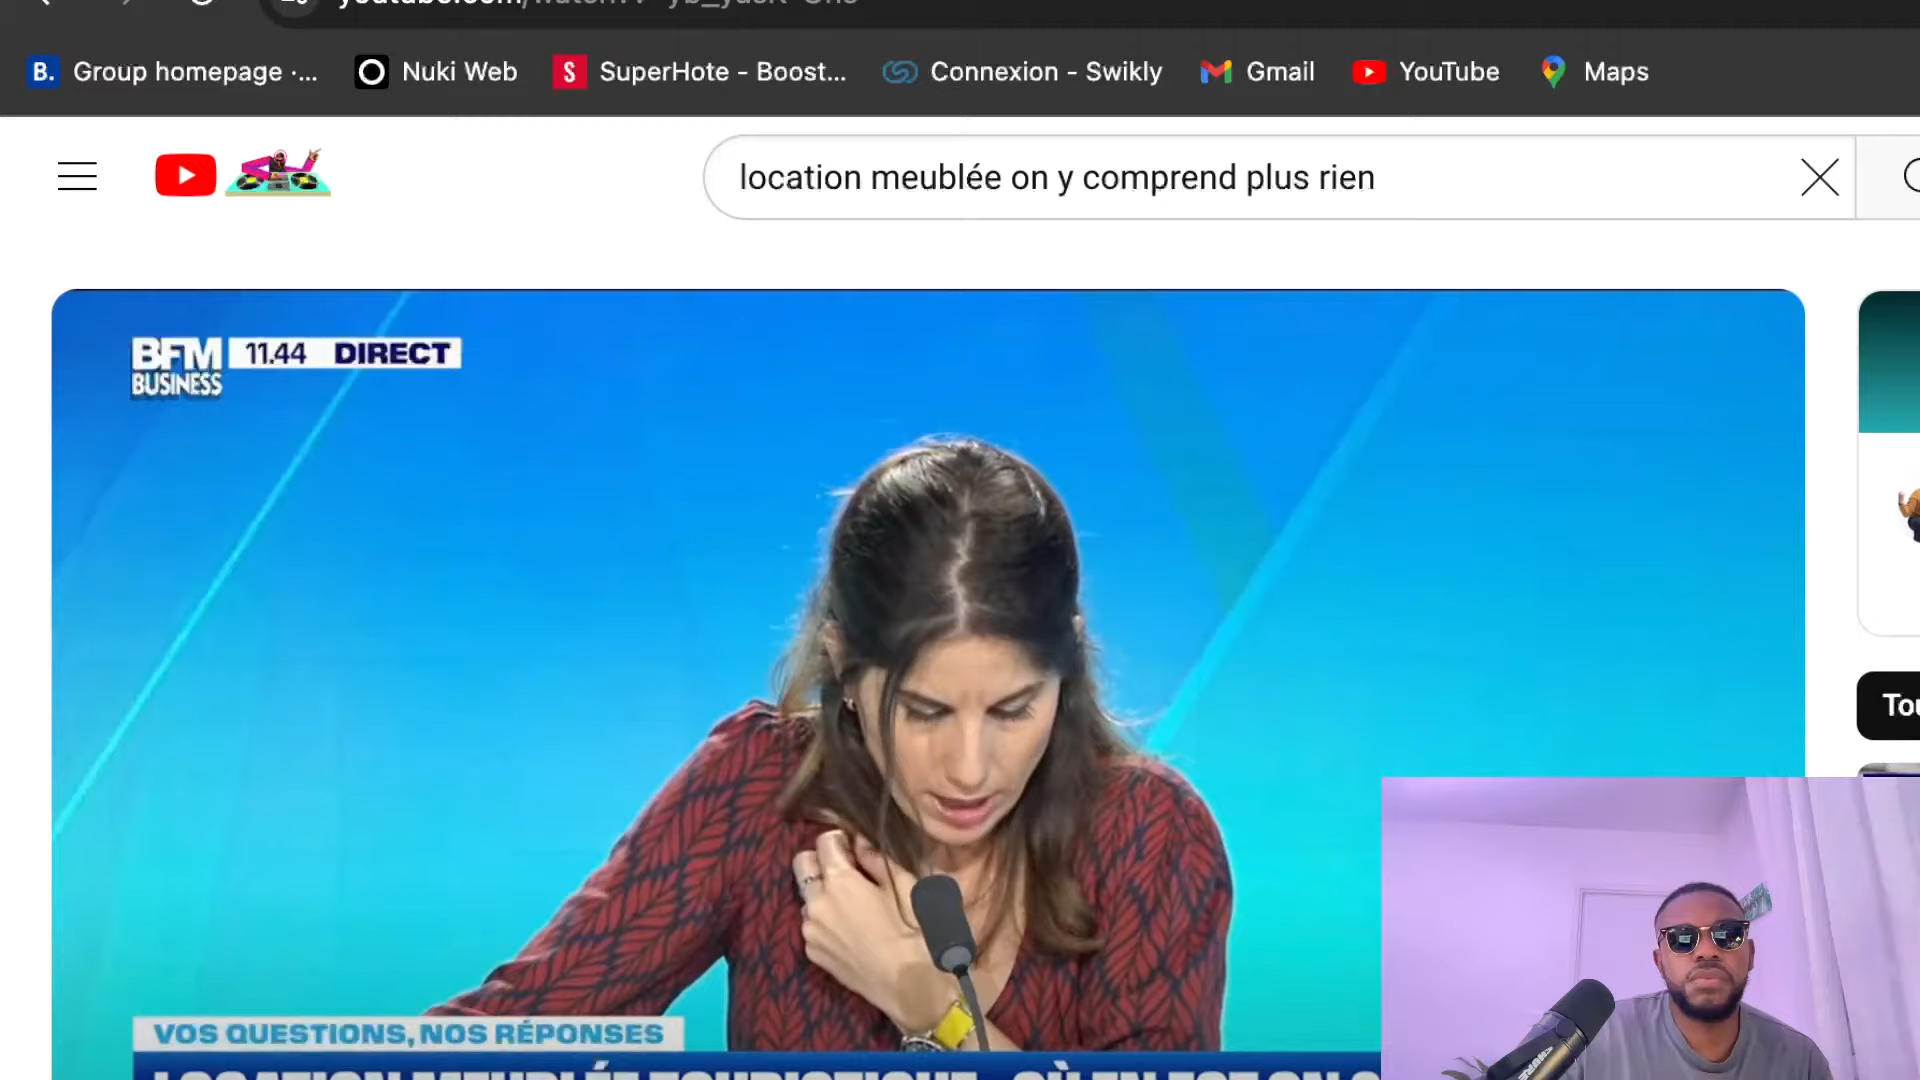 B. Group homepage ·...
Nuki Web
S SuperHote - Boost...
Connexion - Swikly
Gmail
YouTube
Maps
location meublée on y comprend plus rien
BFM 11.44 DIRECT
BUSINESS
VOS QUESTIONS, NOS RÉPONSES